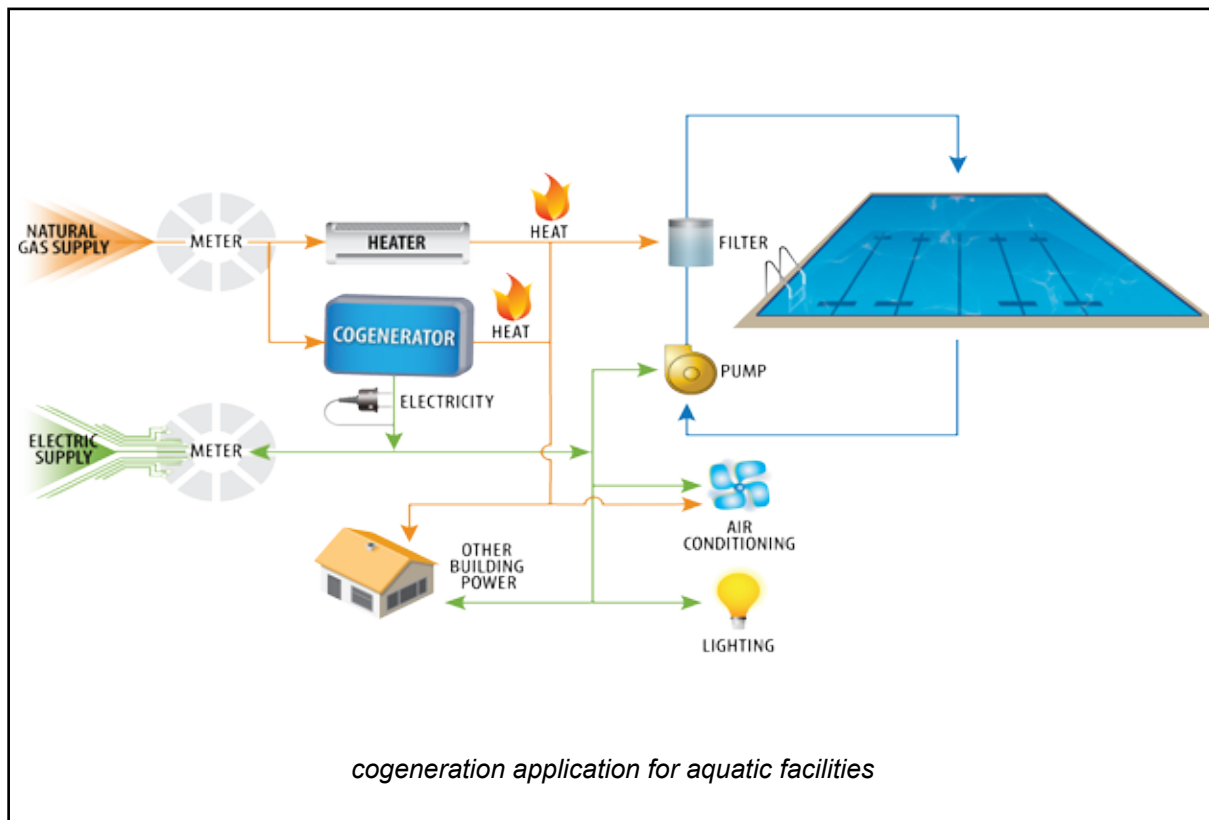 NATURAL
GAS SUPPLY
METER
HEATER
HEAT
FILTER
COGENERATOR
HEAT
PUMP
ELECTRICITY
ELECTRIC
SUPPLY
METER
AIR
CONDITIONING
OTHER
BUILDING
POWER
LIGHTING
cogeneration application for aquatic facilities